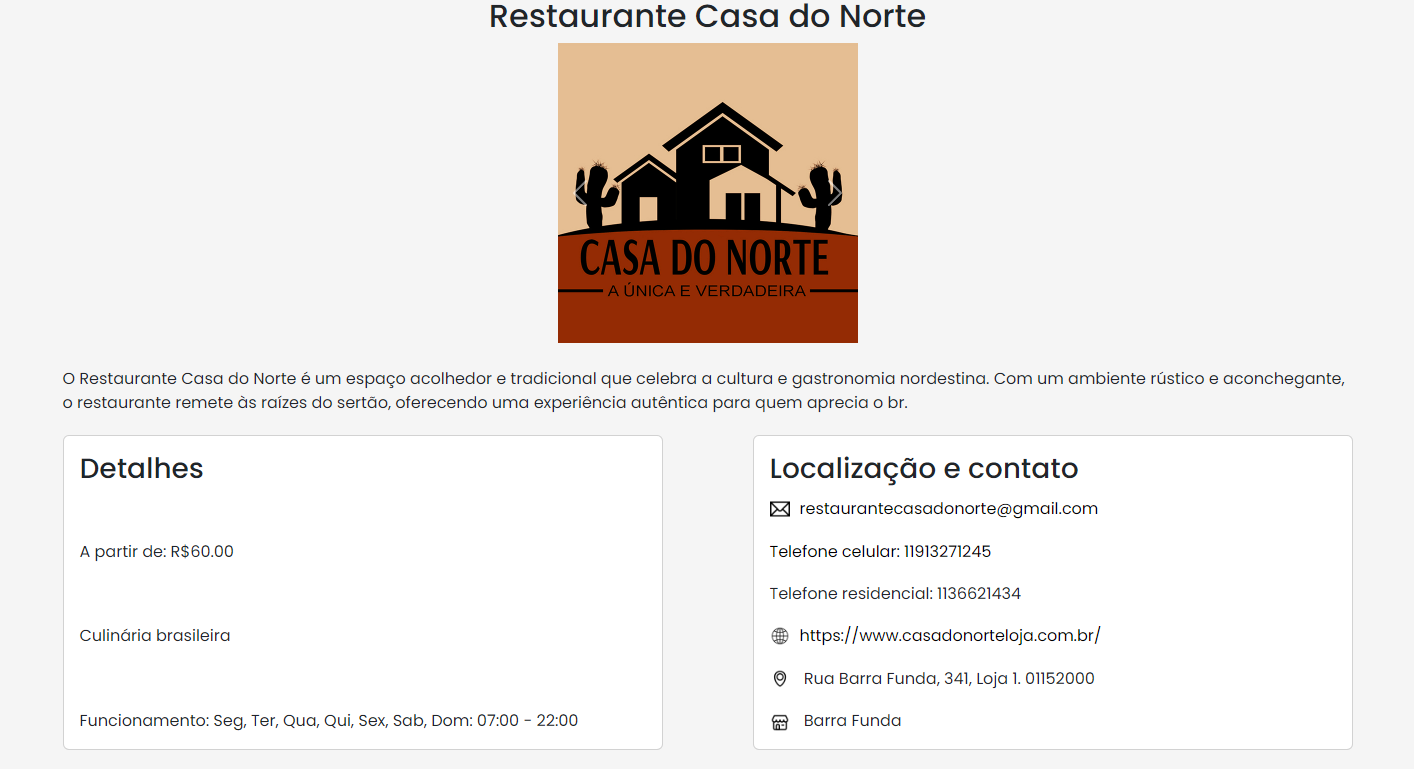 Restaurante Casa do Norte
CASA DO NORTE
A ÚNICA E VERDADEIRA
O Restaurante Casa do Norte é um espaço acolhedor e tradicional que celebra a cultura e gastronomia nordestina. Com um ambiente rústico e aconchegante,
o restaurante remete às raízes do sertão, oferecendo uma experiência autêntica para quem aprecia o br.
Detalhes
A partir de: R$60.00
Culinária brasileira
Funcionamento: Seg, Ter, Qua, Qui, Sex, Sab, Dom: 07:00 - 22:00
Localização e contato
restaurantecasadonorte@gmail.com
Telefone celular: 11913271245
Telefone residencial: 1136621434
https://www.casadonorteloja.com.br/
Rua Barra Funda, 341, Loja 1. 01152000
Barra Funda